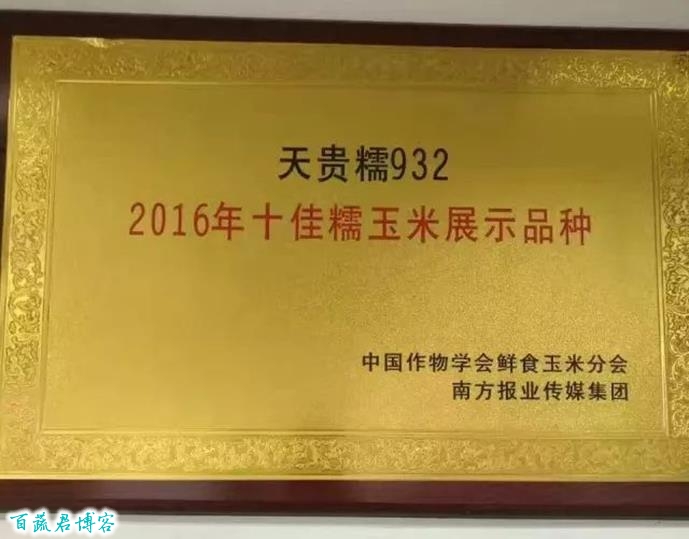 天贵糯932
2016年十佳糯玉米展示品种
中国作物学会鲜食玉米分会
南方报业传媒集团
百蔬君博客